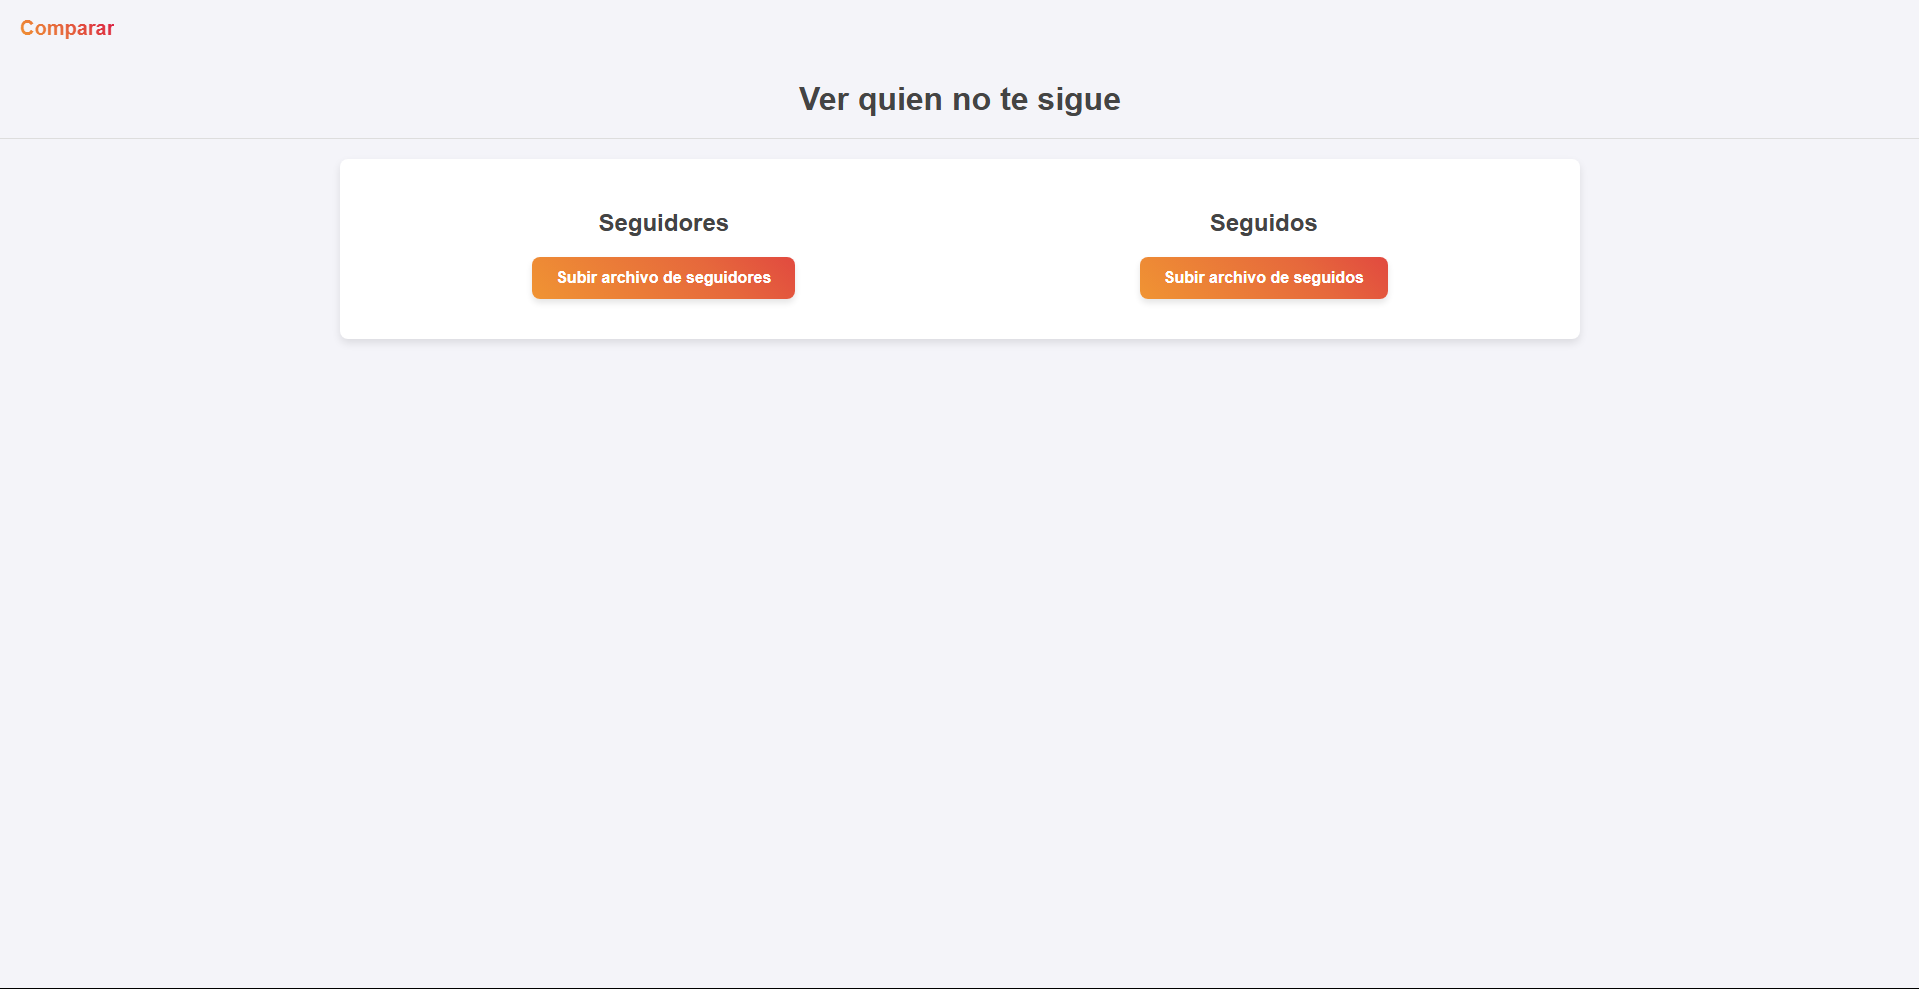 Comparar
Ver quien no te sigue
Seguidores
Subir archivo de seguidores
Seguidos
Subir archivo de seguidos